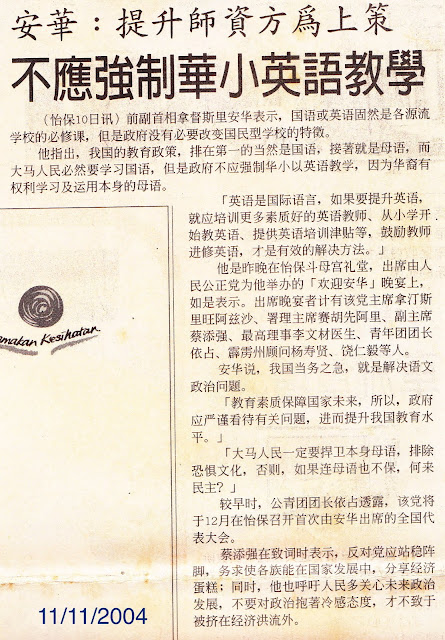 安華：提升師資方爲上策
不應強制華小英語教學
（怡保10日讯）前副首相拿督斯里安华表示，国语或英语固然是各源流
学校的必修课，但是政府没有必要改变国民型学校的特徵。
他指出，我国的教育政策，排在第一的当然是国语，接著就是母语，而
大马人民必然要学习国语，但是政府不应强制华小以英语教学，因为华裔有
权利学习及运用本身的母语。
「英语是国际语言，如果要提升英语，
就应培训更多素质好的英语教师、从小学开
始教英语、提供英语培训津贴等，鼓励教师
进修英语，才是有效的解决方法。」
他是昨晚在怡保斗母宫礼堂，出席由人
民公正党为他举办的「欢迎安华」晚宴上，
如是表示。出席晚宴者计有该党主席拿汀斯
里旺阿兹沙、署理主席赛胡先阿里、副主席
蔡添强、最高理事李文材医生、青年团团长
依占、霹雳州顾问杨寿贤、饶仁毅等人。
安华说，我国当务之急，就是解决语文
政治问题。
「教育素质保障国家未来，所以，政府
应严谨看待有关问题，进而提升我国教育水
平。」
「大马人民一定要捍卫本身母语，排除
恐惧文化，否则，如果连母语也不保，何来
民主？」
较早时，公青团团长依占透露，该党将
于12月在怡保召开首次由安华出席的全国代
表大会。
蔡添强在致词时表示，反对党应站稳阵
脚，务求使各族能在国家发展中，分享经济
蛋糕；同时，他也呼吁人民多关心未来政治
发展，不要对政治抱著冷感态度，才不致于
被挤在经济洪流外。
amakan Kesihatan
11/11/2004